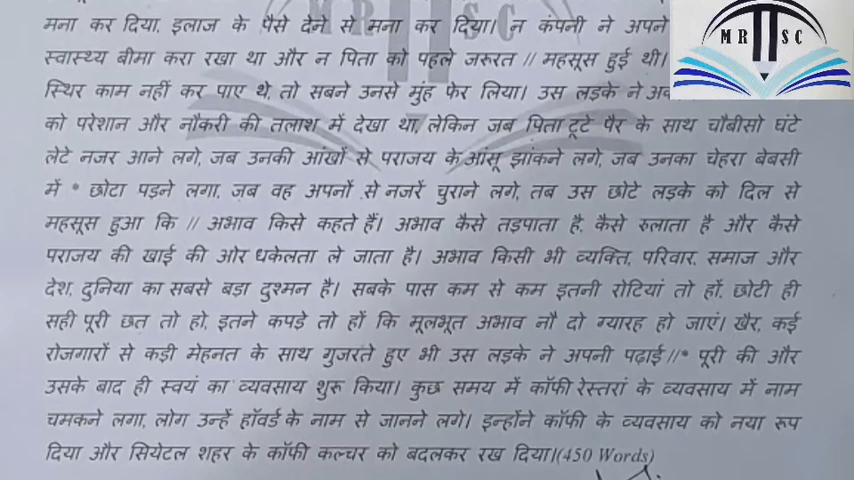 मना कर दिया, इलाज के पैसे देने से मना कर दिया। न कंपनी ने अपने
स्वास्थ्य बीमा करा रखा था और न पिता को पहले जरूरत // महसूस हुई थी।
स्थिर काम नहीं कर पाए थे, तो सबने उनसे मुंह फेर लिया। उस लड़के ने
को परेशान और नौकरी की तलाश में देखा था, लेकिन जब पिता टूटे पैर के साथ चौबीसो घंटे
लेटे नजर आने लगे, जब उनकी आंखों से पराजय के आंसू झांकने लगे, जब उनका चेहरा बेबसी
में * छोटा पड़ने लगा, जब वह अपनों से नजरें चुराने लगे, तब उस छोटे लड़के को दिल से
महसूस हुआ कि // अभाव किसे कहते हैं। अभाव कैसे तड़पाता है, कैसे रुलाता है और कैसे
पराजय की खाई की ओर धकेलता ले जाता है। अभाव किसी भी व्यक्ति, परिवार, समाज और
देश, दुनिया का सबसे बड़ा दुश्मन है। सबके पास कम से कम इतनी रोटियां तो हों, छोटी ही
सही पूरी छत तो हो, इतने कपड़े तो हों कि मूलभूत अभाव नौ दो ग्यारह हो जाएं। खैर, कई
रोजगारों से कड़ी मेहनत के साथ गुजरते हुए भी उस लड़के ने अपनी पढ़ाई //* पूरी की और
उसके बाद ही स्वयं का व्यवसाय शुरू किया। कुछ समय में कॉफी रेस्तरां के व्यवसाय में नाम
चमकने लगा, लोग उन्हें हॉवर्ड के नाम से जानने लगे। इन्होंने कॉफी के व्यवसाय को नया रूप
दिया और सियेटल शहर के कॉफी कल्चर को बदलकर रख दिया।(450 Words)
MR SC